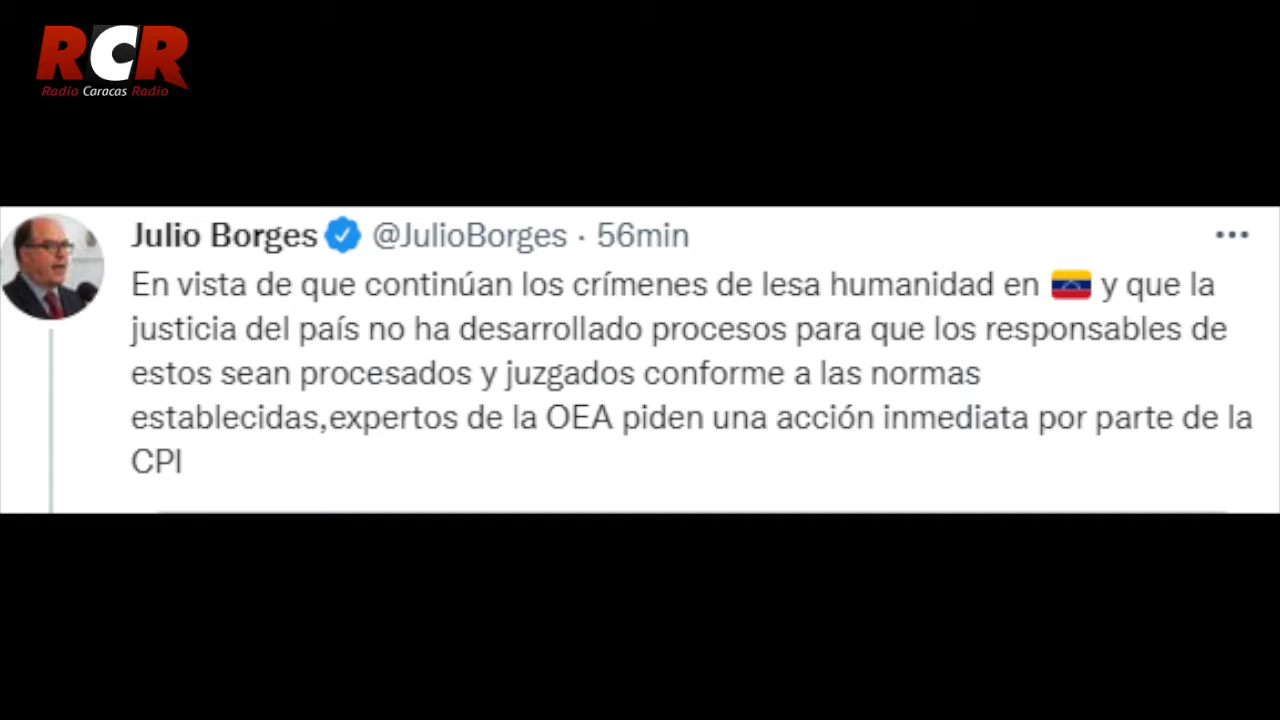 RCR
Radio Caracas Radio
Julio Borges @JulioBorges · 56min
En vista de que continúan los crímenes de lesa humanidad en 🇻🇪 y que la
justicia del país no ha desarrollado procesos para que los responsables de
estos sean procesados y juzgados conforme a las normas
establecidas,expertos de la OEA piden una acción inmediata por parte de la
CPI